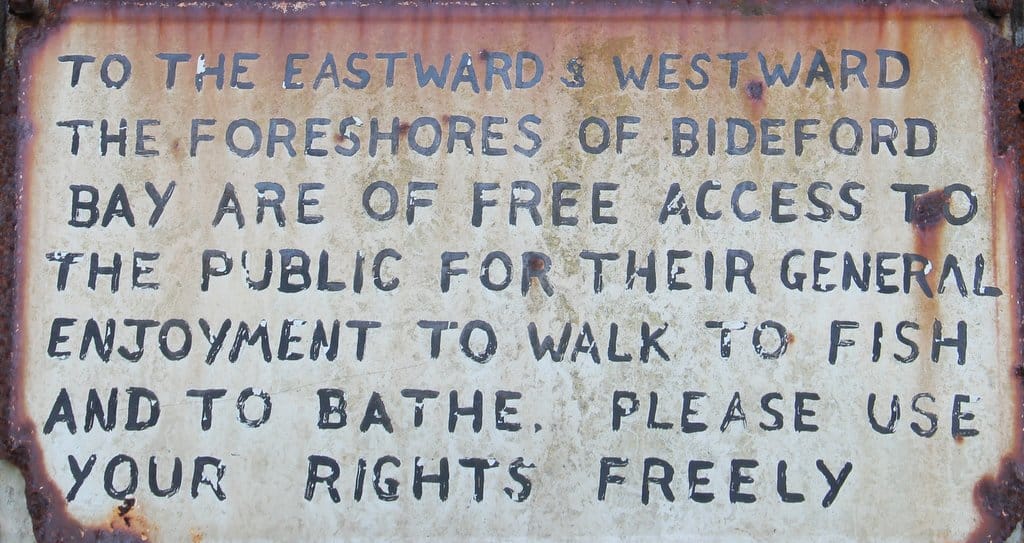 TO THE EASTWARD & WESTWARD
THE FORESHORES OF BIDEFORD
BAY ARE OF FREE ACCESS TO
THE PUBLIC FOR THEIR GENERAL
ENJOYMENT TO WALK TO FISH
AND TO BATHE. PLEASE USE
YOUR RIGHTS FREELY